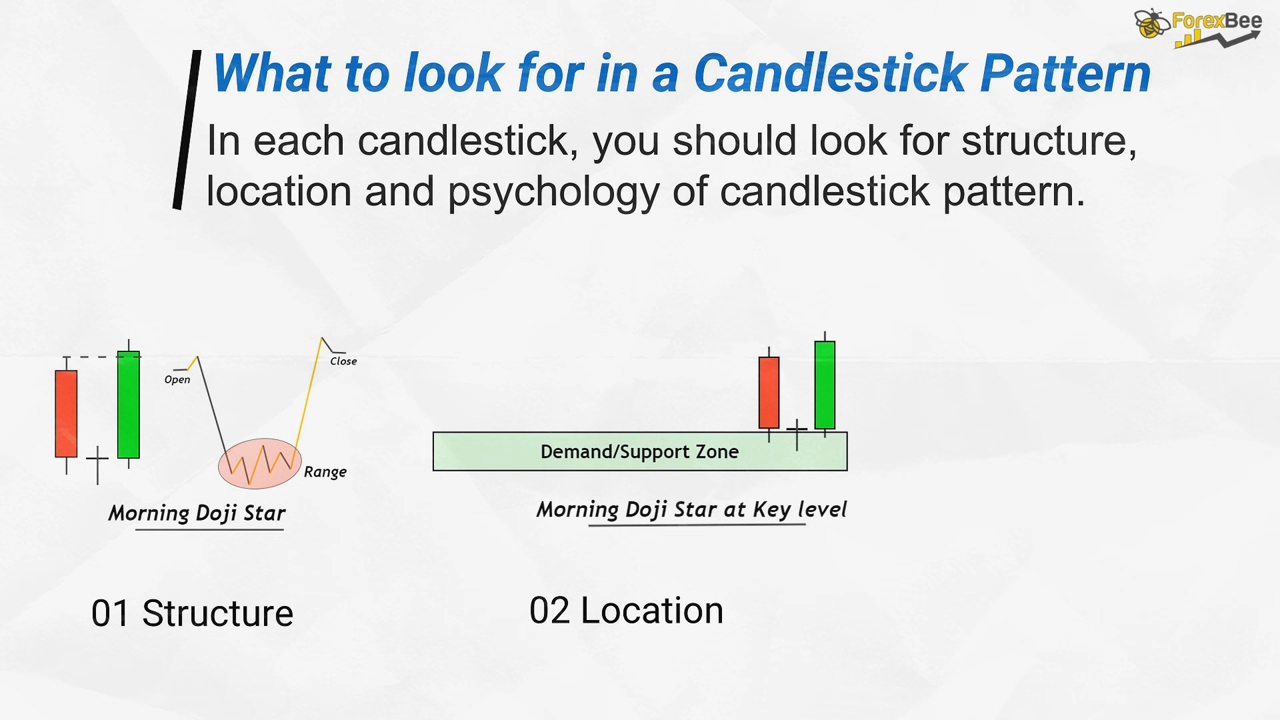 ForexBee
What to look for in a Candlestick Pattern
In each candlestick, you should look for structure,
location and psychology of candlestick pattern.
Open
Close
Range
Morning Doji Star
Demand/Support Zone
Morning Doji Star at Key level
01 Structure
02 Location